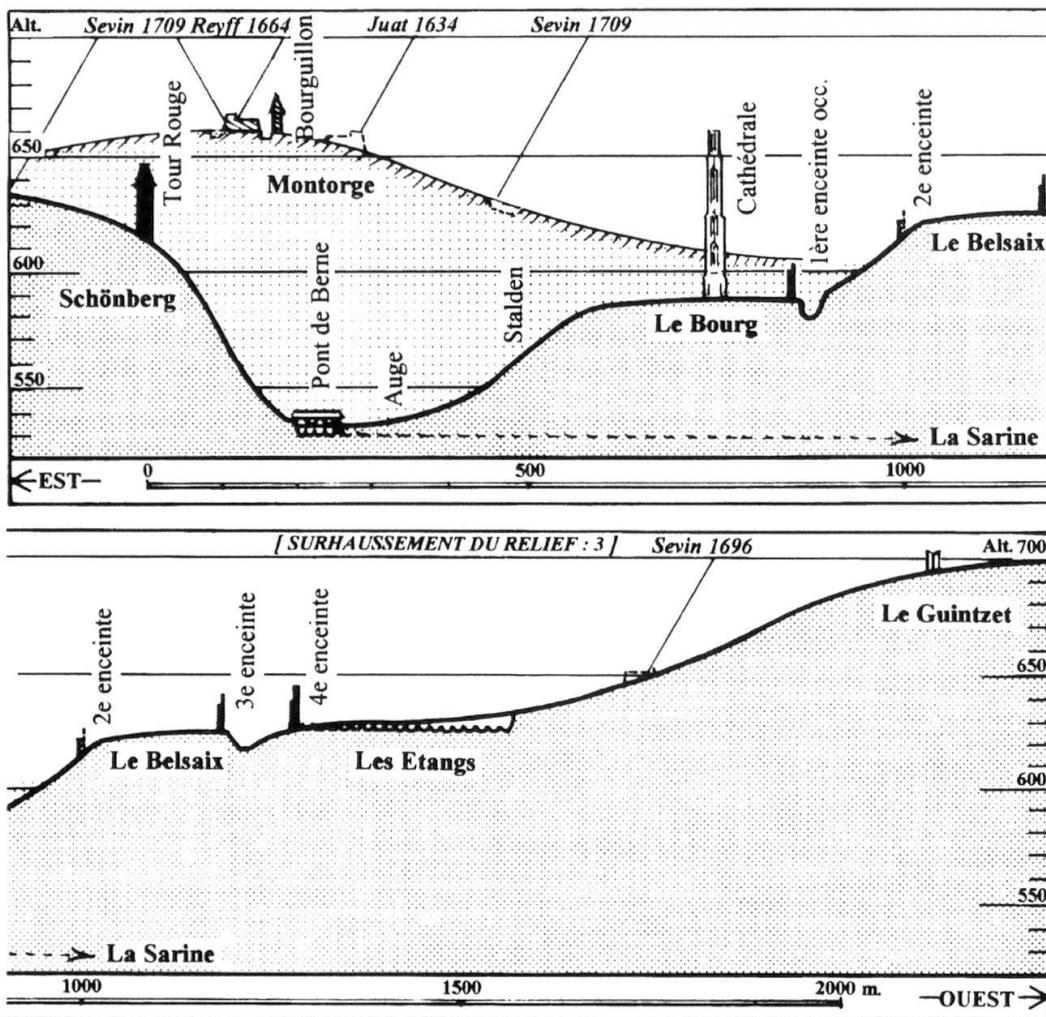 Alt. Sevin 1709 Reyff 1664 Juat 1634 Sevin 1709
Tour Rouge
Bourguillon
Cathédrale
1ère enceinte occ.
2e enceinte
650
Montorge
Le Belsaix
600
Schönberg
Pont de Berne
Stalden
Le Bourg
550
Auge
La Sarine
EST
0 500 1000
[ SURHAUSSEMENT DU RELIEF : 3 ] Sevin 1696 Alt. 700
2e enceinte
3e enceinte
4e enceinte
Le Guintzet
650
Le Belsaix Les Etangs
600
550
La Sarine
1000 1500 2000 m. OUEST